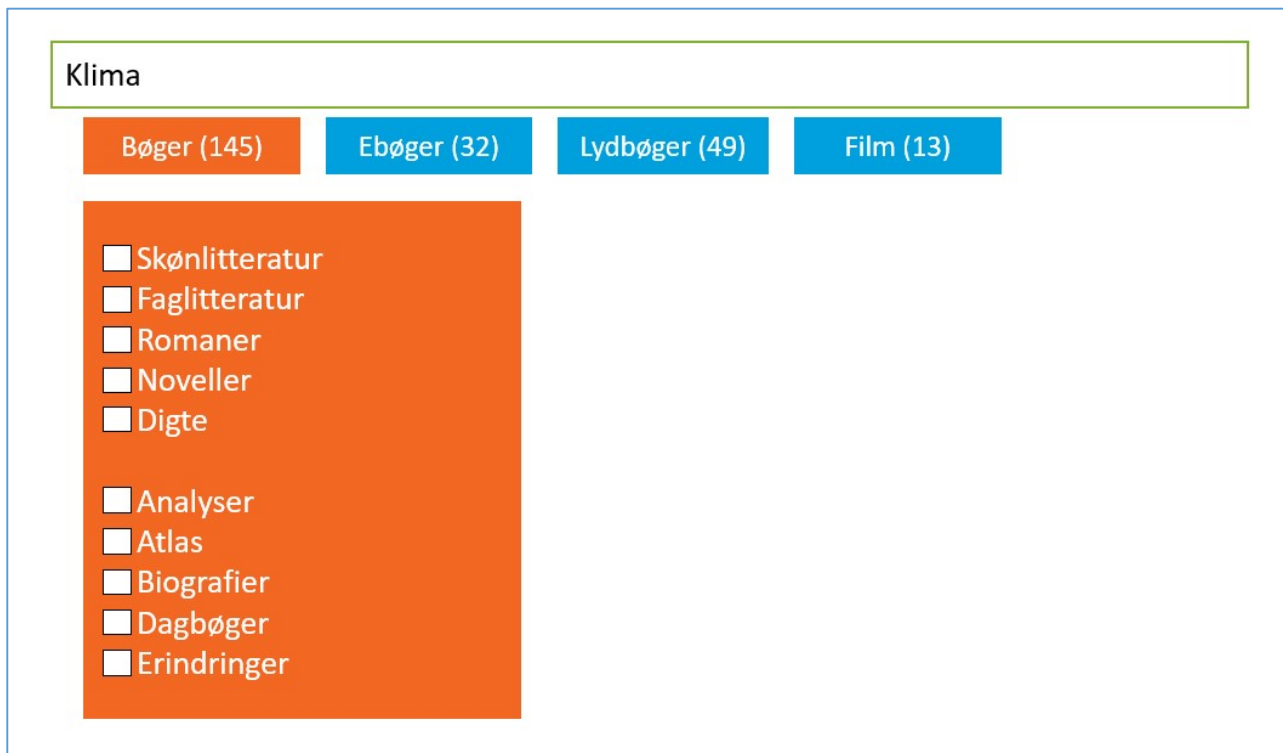 Klima
Bøger (145) Ebøger (32) Lydbøger (49) Film (13)
Skønlitteratur
Faglitteratur
Romaner
Noveller
Digte
Analyser
Atlas
Biografier
Dagbøger
Erindringer